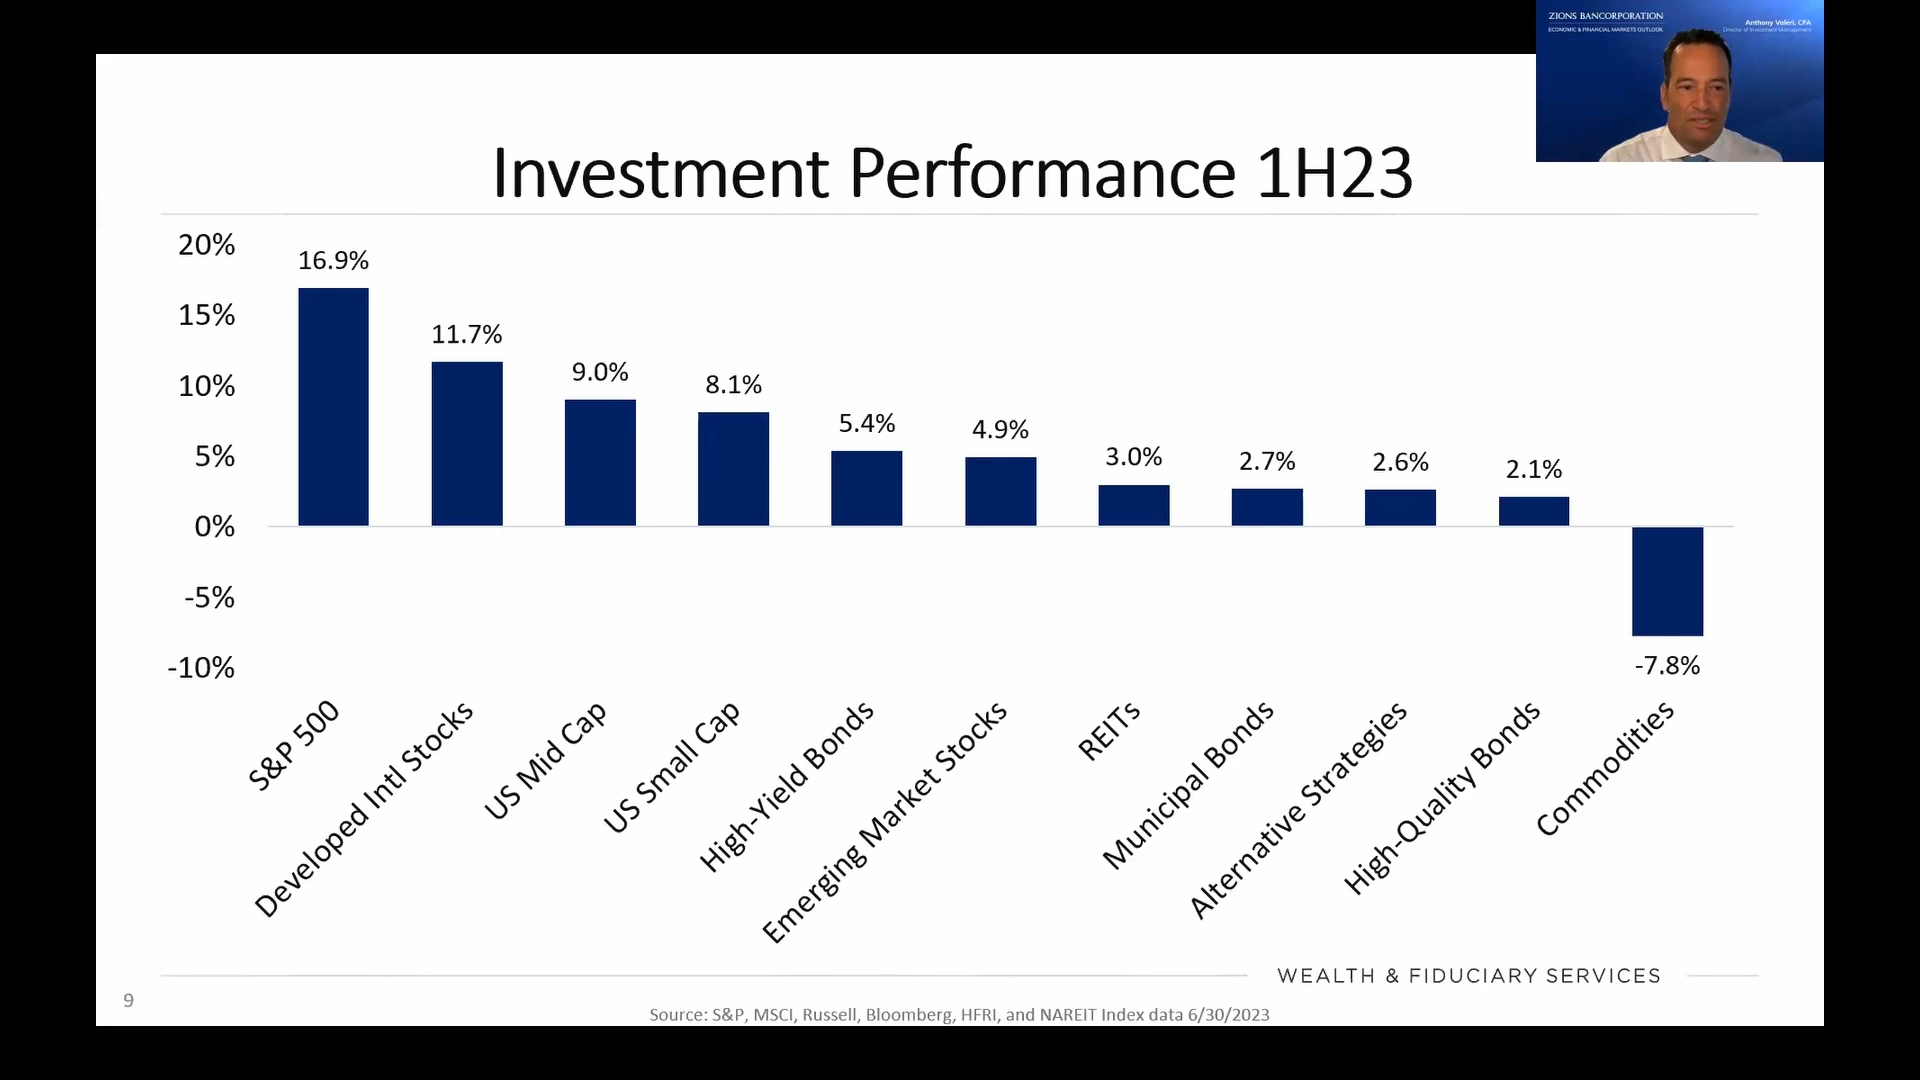 ZIONS BANCORPORATION
ECONOMIC & FINANCIAL MARKETS OUTLOOK
Anthony Valeri, CFA
Director of Investment Management
Investment Performance 1H23
20%
15%
10%
5%
0%
-5%
-10%
16.9%
11.7%
9.0%
8.1%
5.4%
4.9%
3.0%
2.7%
2.6%
2.1%
-7.8%
S&P 500
Developed Intl Stocks
US Mid Cap
US Small Cap
High-Yield Bonds
Emerging Market Stocks
REITs
Municipal Bonds
Alternative Strategies
High-Quality Bonds
Commodities
WEALTH & FIDUCIARY SERVICES
9
Source: S&P, MSCI, Russell, Bloomberg, HFRI, and NAREIT Index data 6/30/2023